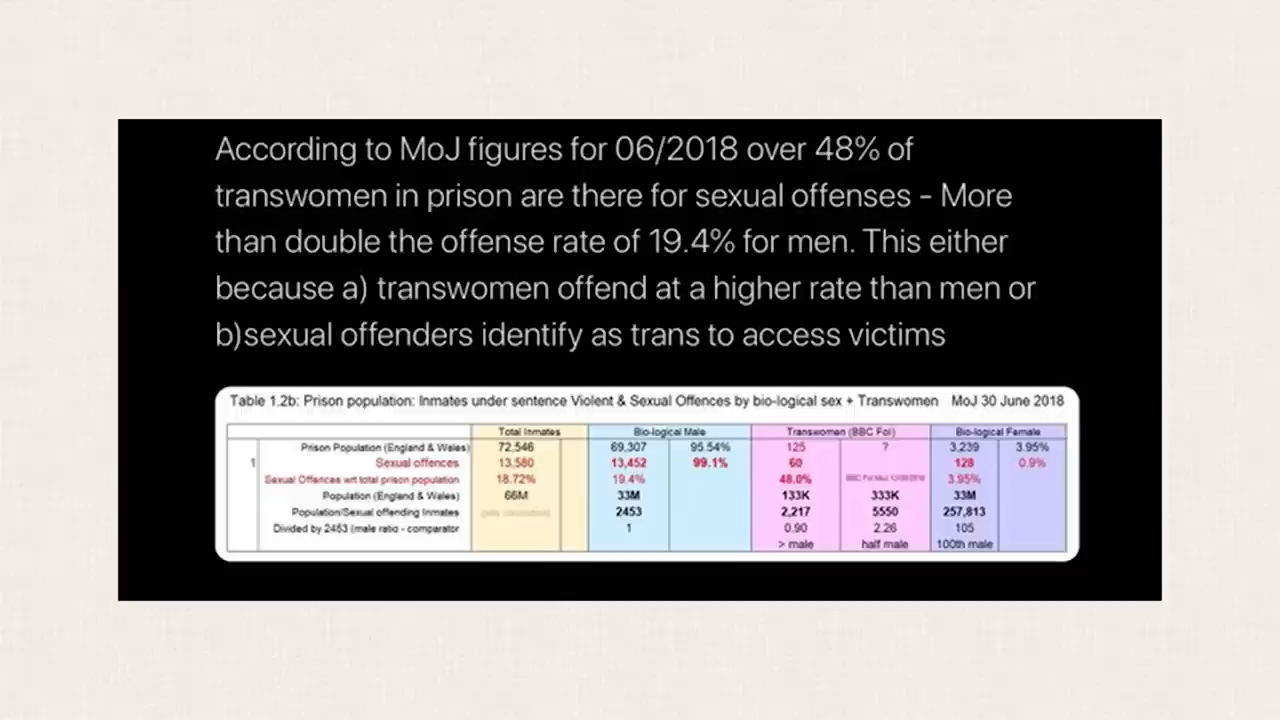 According to MoJ figures for 06/2018 over 48% of
transwomen in prison are there for sexual offenses - More
than double the offense rate of 19.4% for men. This either
because a) transwomen offend at a higher rate than men or
b)sexual offenders identify as trans to access victims
Table 1.2b: Prison population: Inmates under sentence Violent & Sexual Offences by bio-logical sex + Transwomen MoJ 30 June 2018
Total Inmates Bio-logical Male Transwomen (BBC FoI) Bio-logical Female
Prison Population (England & Wales) 72,546 69,307 95.54% 125 ? 3,239 3.95%
1 Sexual offences 13,580 13,452 99.1% 60 128 0.9%
Sexual Offences wrt total prison population 18.72% 19.4% 48.0% 3.95%
Population (England & Wales) 66M 33M 133K 333K 33M
Population/Sexual offending Inmates 2453 2,217 5550 257,813
Divided by 2453 (male ratio - comparator 1 0.90 2.26 105
> male half male 100th male